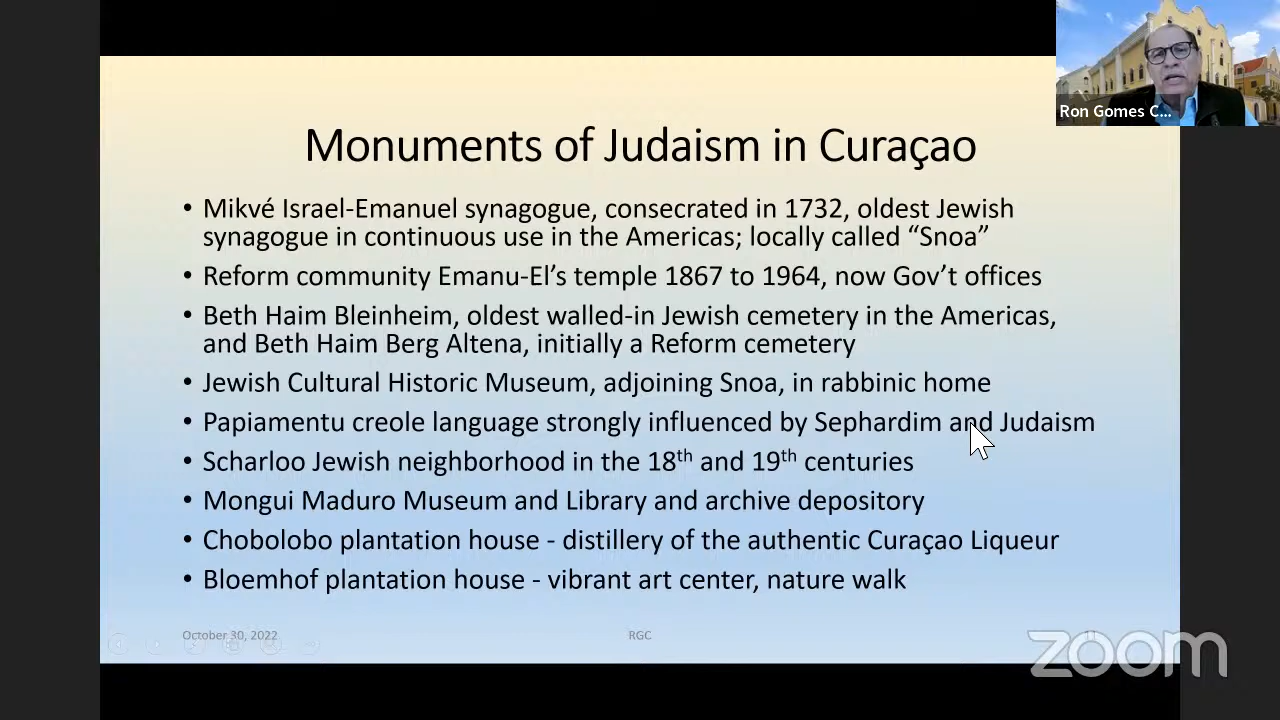 Ron Gomes C...
Monuments of Judaism in Curaçao
• Mikvé Israel-Emanuel synagogue, consecrated in 1732, oldest Jewish
synagogue in continuous use in the Americas; locally called “Snoa”
• Reform community Emanu-El’s temple 1867 to 1964, now Gov’t offices
• Beth Haim Bleinheim, oldest walled-in Jewish cemetery in the Americas,
and Beth Haim Berg Altena, initially a Reform cemetery
• Jewish Cultural Historic Museum, adjoining Snoa, in rabbinic home
• Papiamentu creole language strongly influenced by Sephardim and Judaism
• Scharloo Jewish neighborhood in the 18th and 19th centuries
• Mongui Maduro Museum and Library and archive depository
• Chobolobo plantation house - distillery of the authentic Curaçao Liqueur
• Bloemhof plantation house - vibrant art center, nature walk
October 30, 2022
RGC
zoom